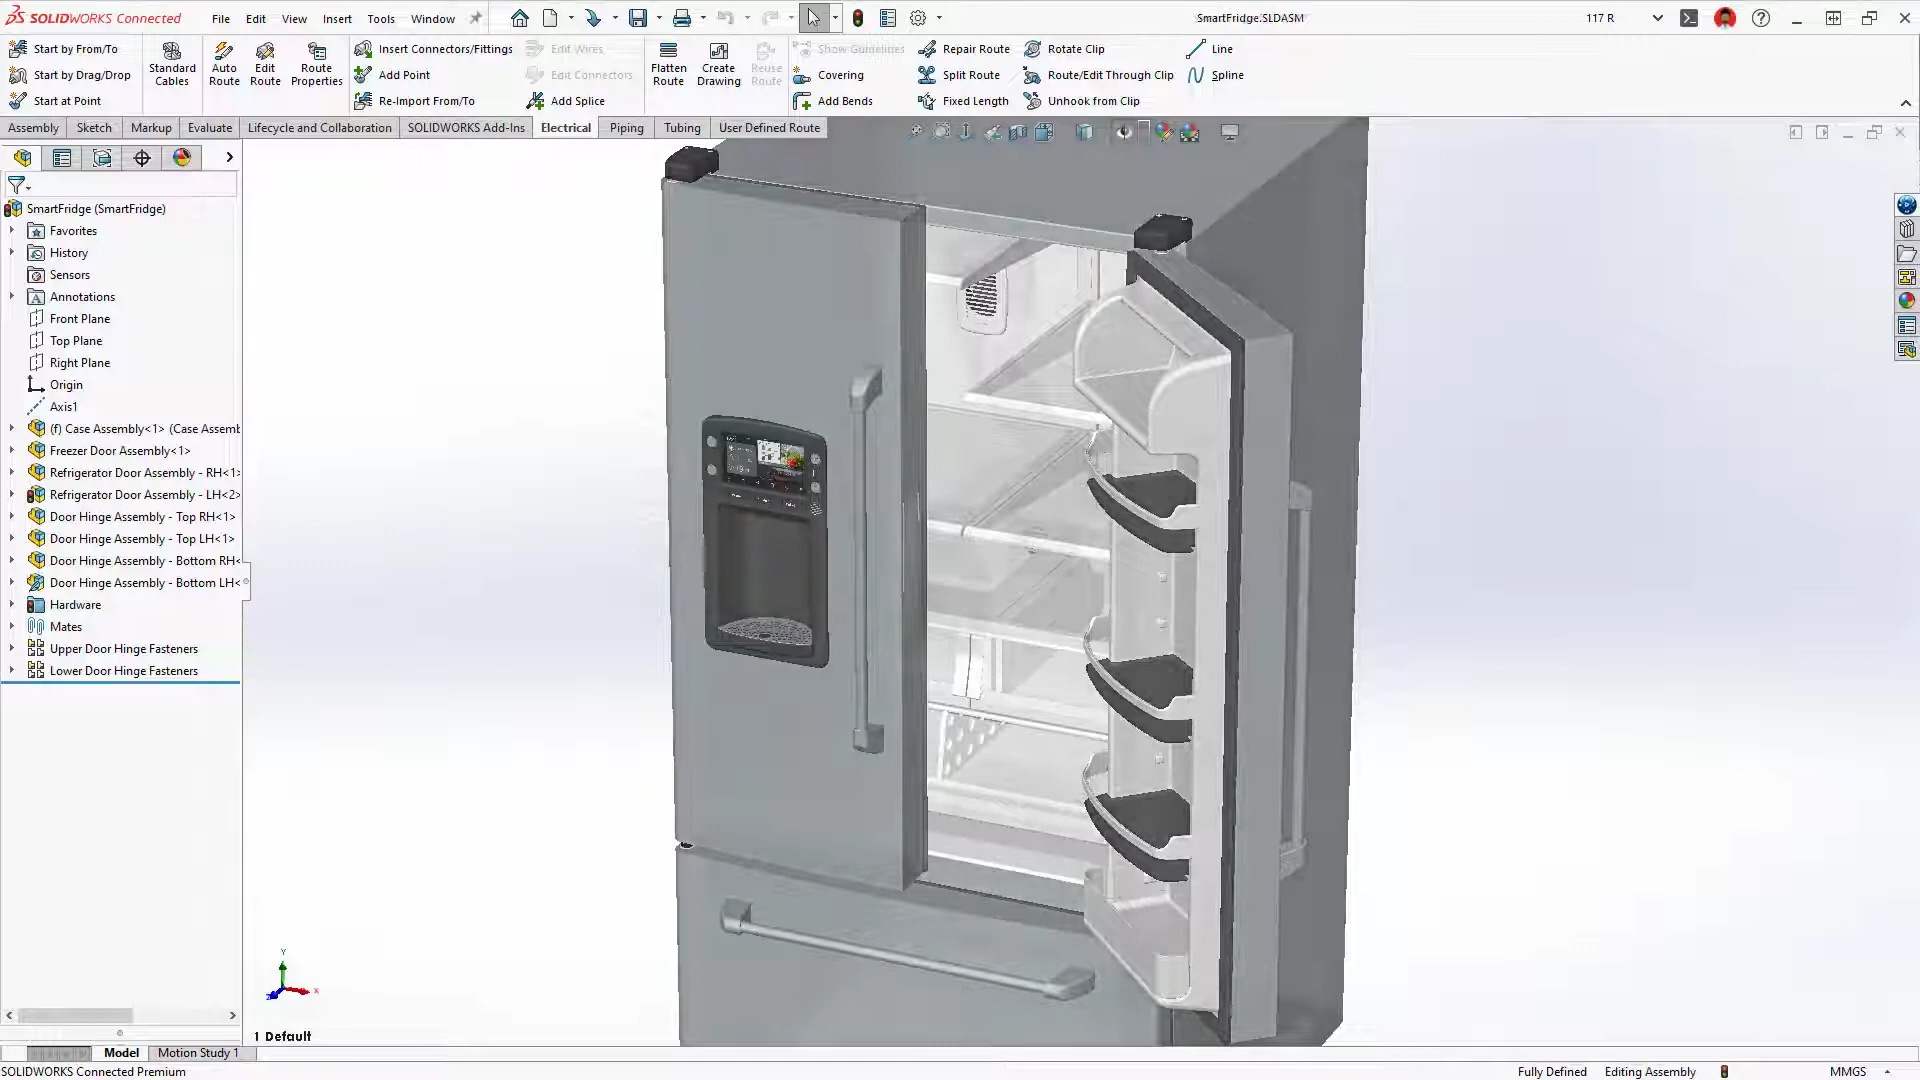 SOLIDWORKS Connected
File Edit View Insert Tools Window
SmartFridge.SLDASM
117 R
Start by From/To
Start by Drag/Drop
Start at Point
Standard Cables
Auto Route
Edit Route
Route Properties
Insert Connectors/Fittings
Add Point
Re-Import From/To
Edit Wires
Edit Connectors
Add Splice
Flatten Route
Create Drawing
Reuse Route
Show Guidelines
Covering
Add Bends
Repair Route
Split Route
Fixed Length
Rotate Clip
Route/Edit Through Clip
Unhook from Clip
Line
Spline
Assembly Sketch Markup Evaluate Lifecycle and Collaboration SOLIDWORKS Add-Ins Electrical Piping Tubing User Defined Route
SmartFridge (SmartFridge)
Favorites
History
Sensors
Annotations
Front Plane
Top Plane
Right Plane
Origin
Axis1
(f) Case Assembly<1> (Case Assemb
Freezer Door Assembly<1>
Refrigerator Door Assembly - RH<1>
Refrigerator Door Assembly - LH<2>
Door Hinge Assembly - Top RH<1>
Door Hinge Assembly - Top LH<1>
Door Hinge Assembly - Bottom RH<
Door Hinge Assembly - Bottom LH<
Hardware
Mates
Upper Door Hinge Fasteners
Lower Door Hinge Fasteners
Y
X
Z
1 Default
Model Motion Study 1
SOLIDWORKS Connected Premium
Fully Defined Editing Assembly MMGS